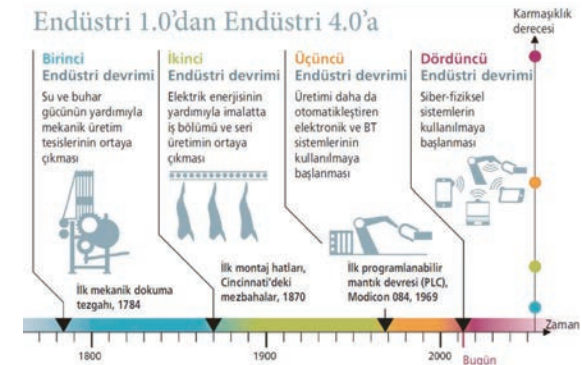 Endüstri 1.0’dan Endüstri 4.0’a
Karmaşıklık
derecesi
Birinci
Endüstri devrimi
Su ve buhar
gücünün yardımıyla
mekanik üretim
tesislerinin ortaya
çıkması
İkinci
Endüstri devrimi
Elektrik enerjisinin
yardımıyla imalatta
iş bölümü ve seri
üretimin ortaya
çıkması
Üçüncü
Endüstri devrimi
Üretimi daha da
otomatikleştiren
elektronik ve BT
sistemlerinin
kullanılmaya
başlanması
Dördüncü
Endüstri devrimi
Siber-fiziksel
sistemlerin
kullanılmaya
başlanması
İlk mekanik dokuma
tezgahı, 1784
İlk montaj hatları,
Cincinnati’deki
mezbahalar, 1870
İlk programlanabilir
mantık devresi (PLC),
Modicon 084, 1969
Zaman
1800
1900
2000
Bugün